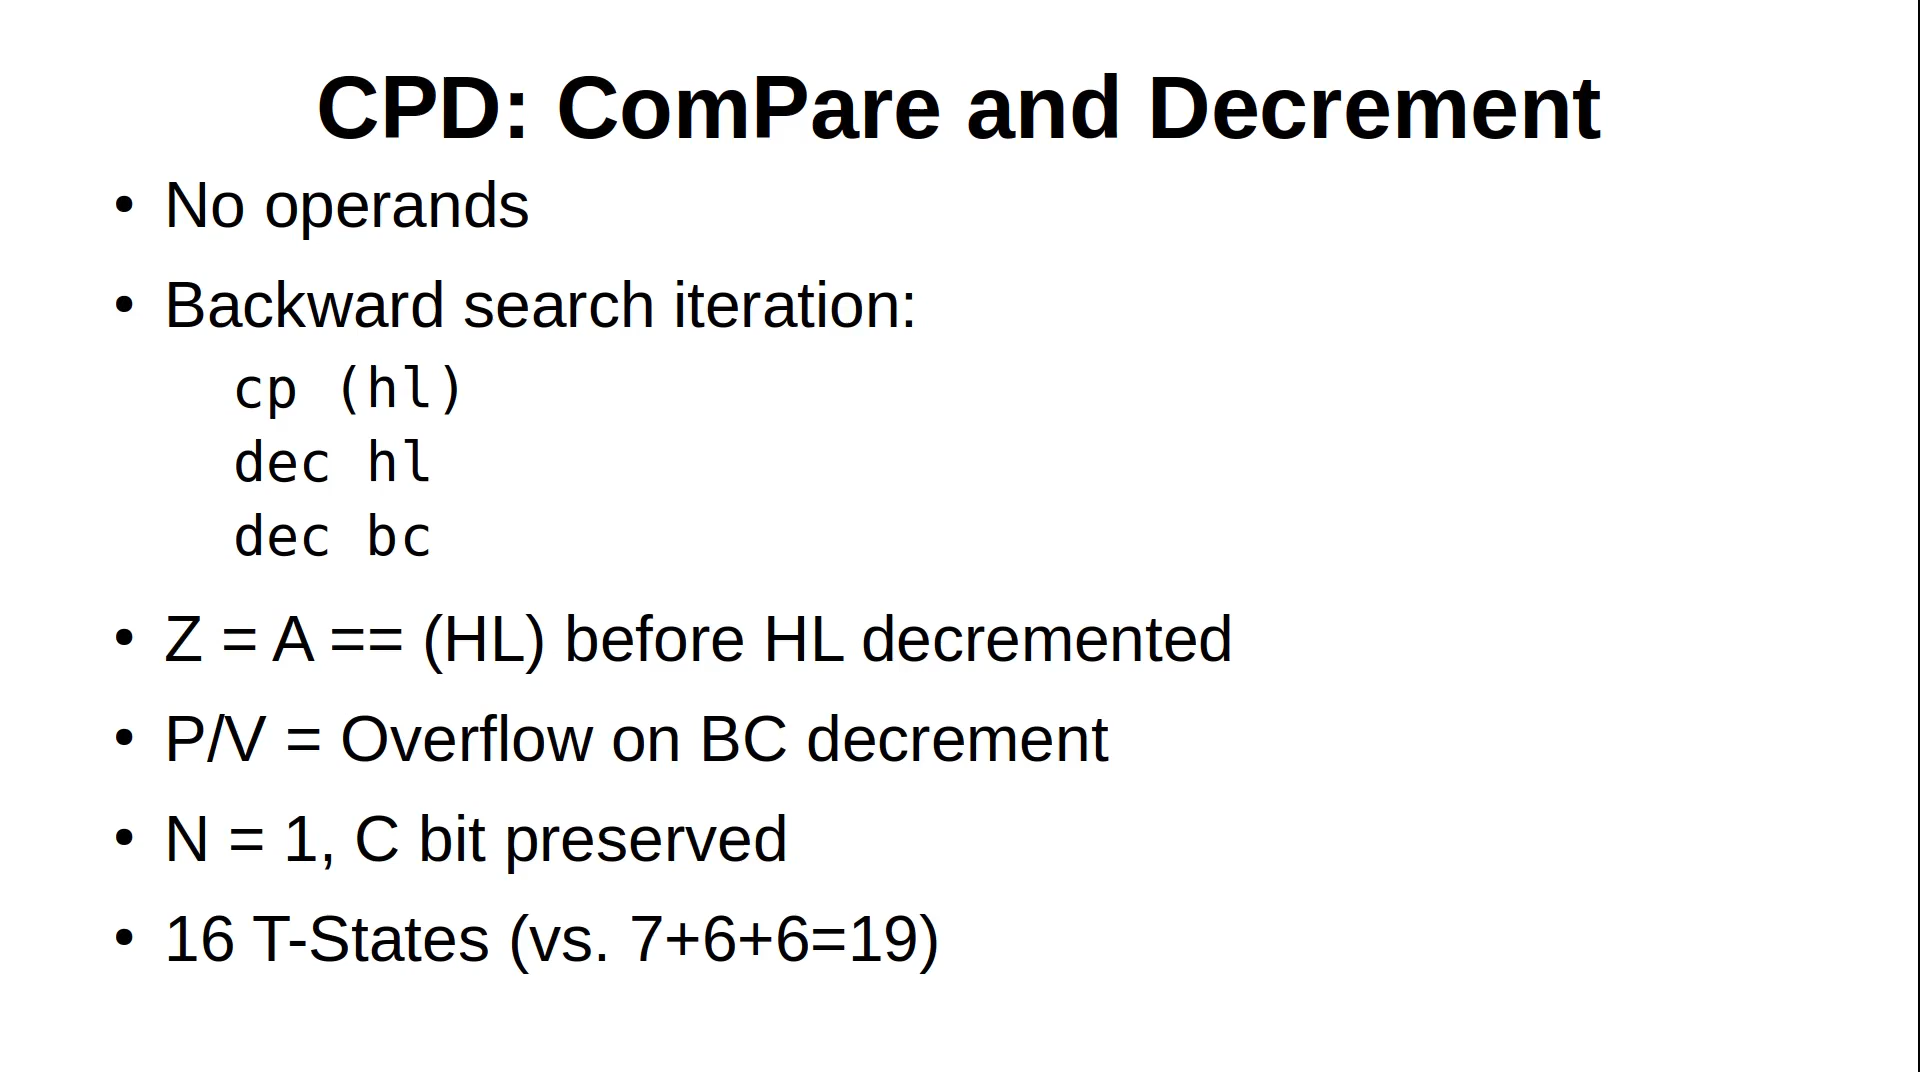 CPD: ComPare and Decrement
• No operands
• Backward search iteration:
cp (hl)
dec hl
dec bc
• Z = A == (HL) before HL decremented
• P/V = Overflow on BC decrement
• N = 1, C bit preserved
• 16 T-States (vs. 7+6+6=19)